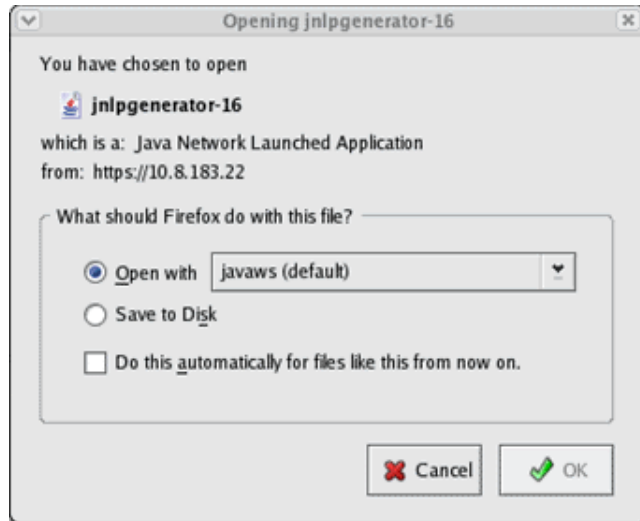 Opening jnlpgenerator-16
You have chosen to open
jnlpgenerator-16
which is a: Java Network Launched Application
from: https://10.8.183.22
What should Firefox do with this file?
Open with javaws (default)
Save to Disk
Do this automatically for files like this from now on.
Cancel OK